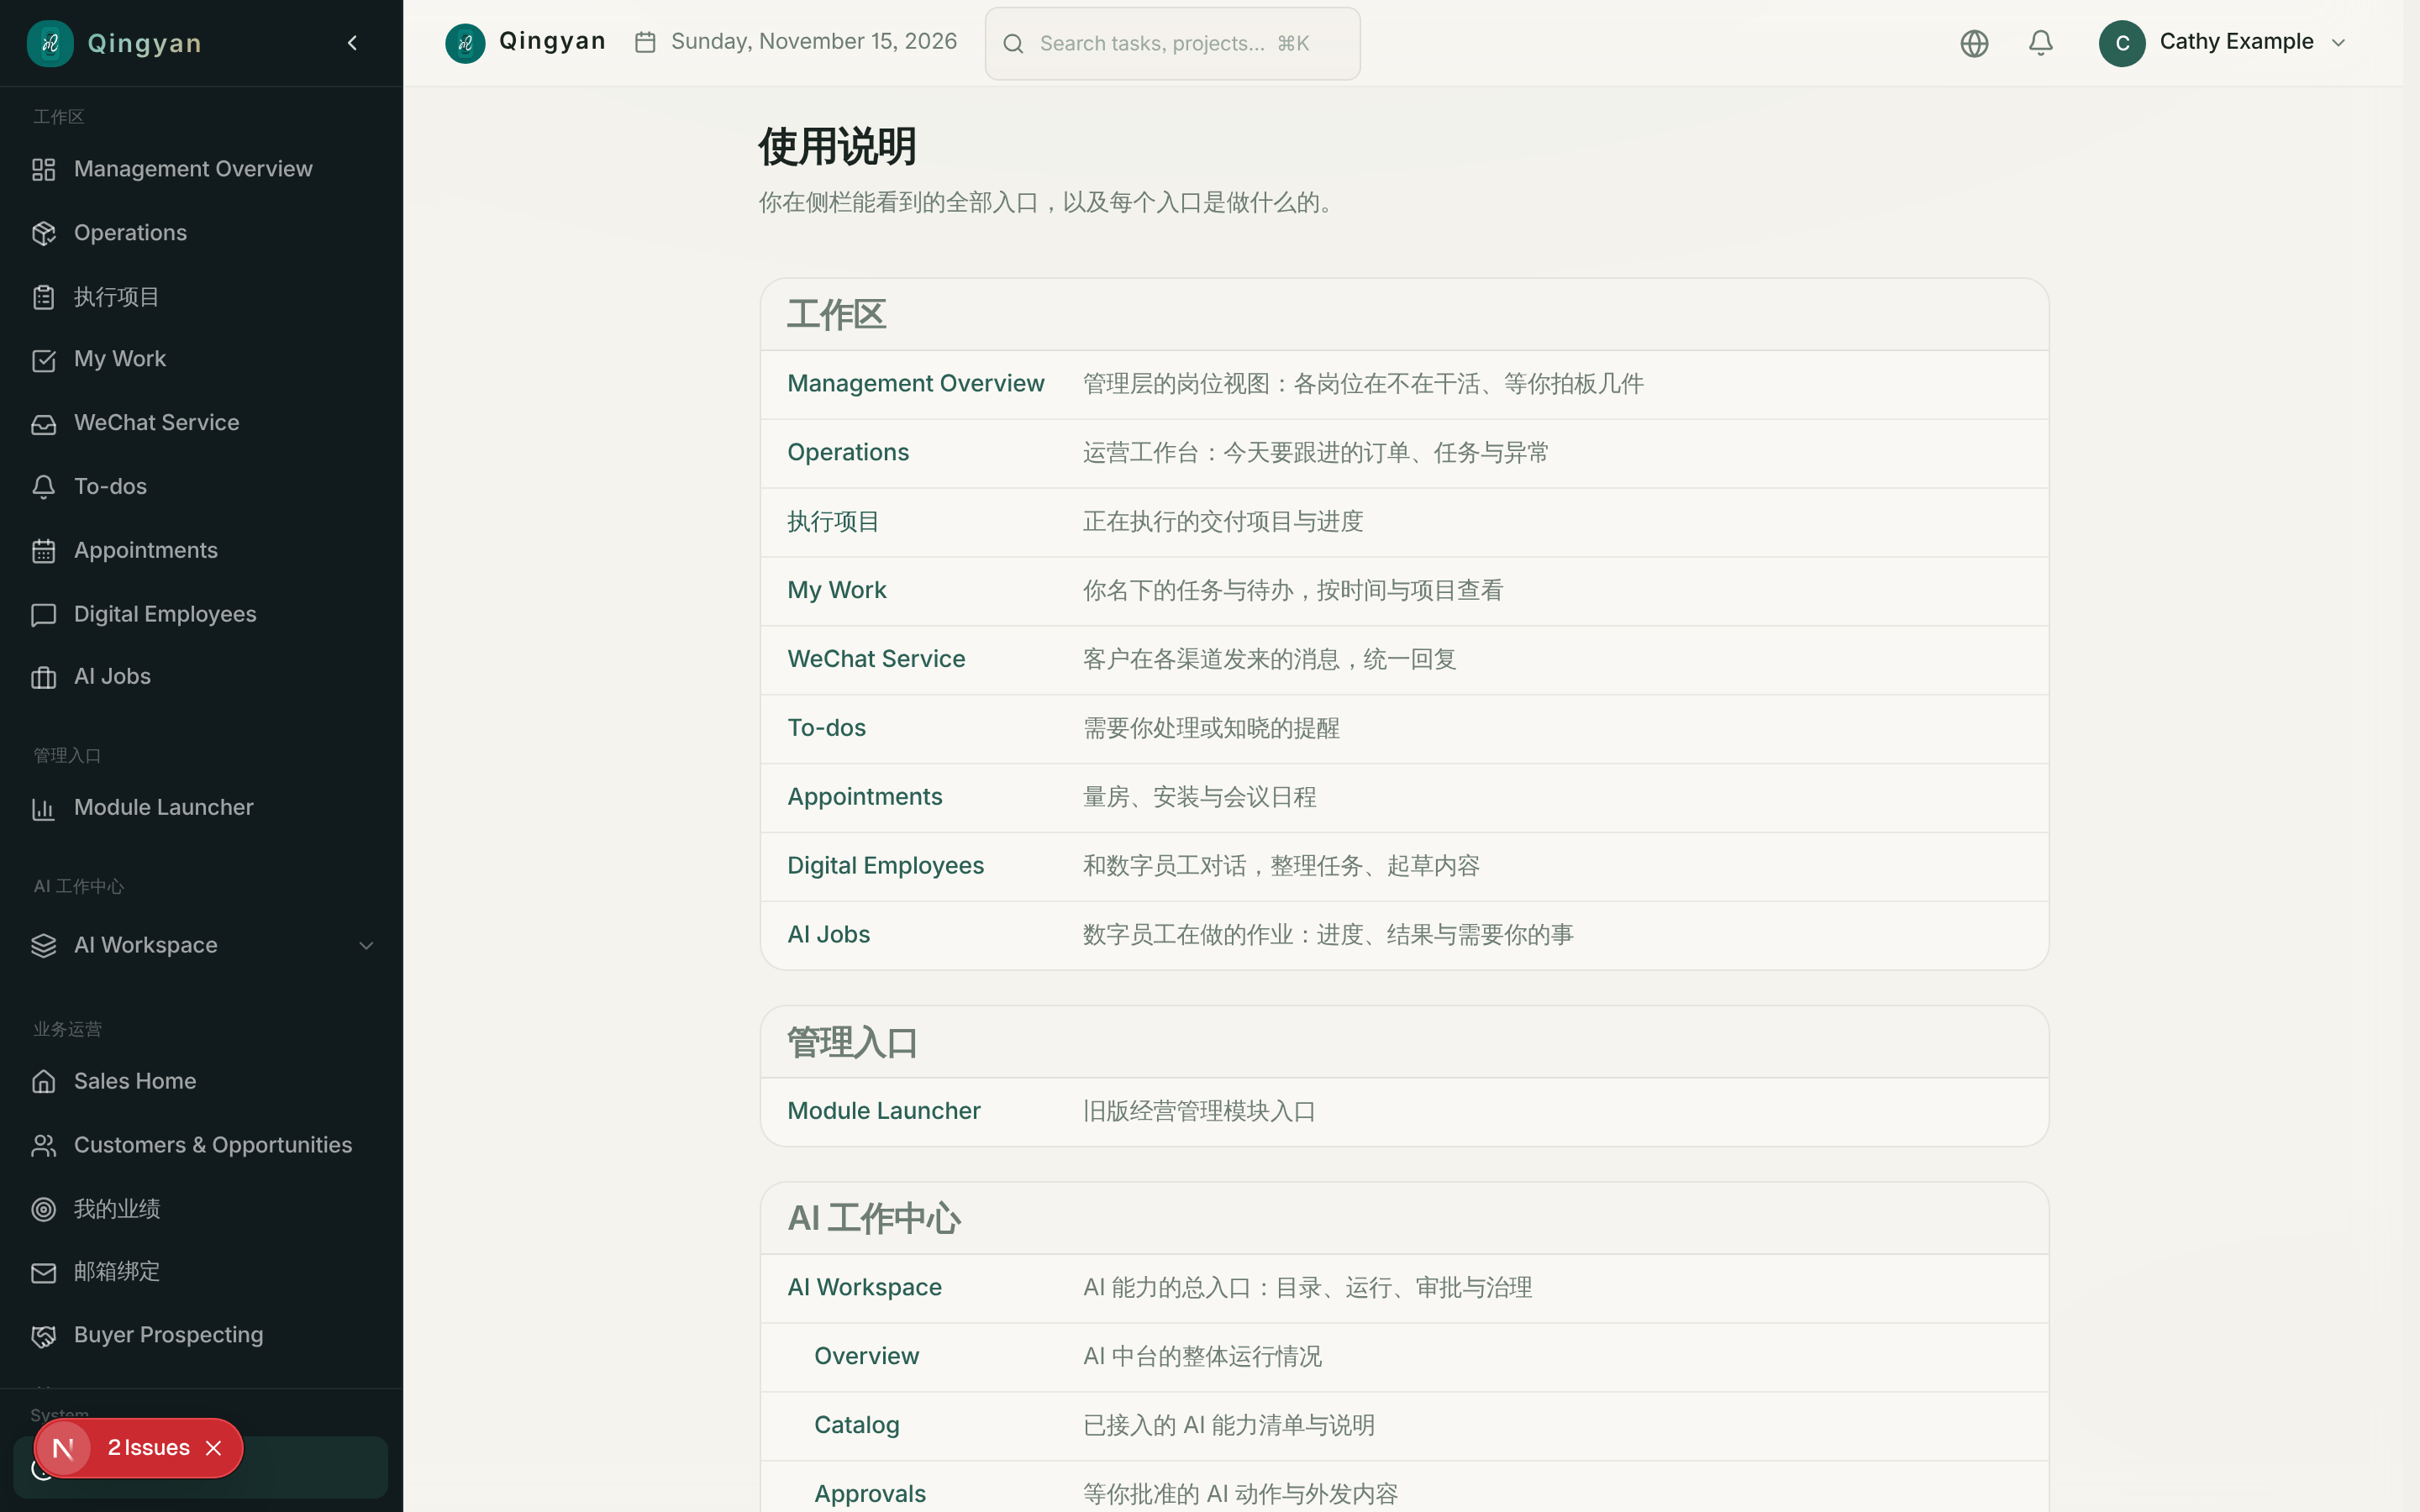 Qingyan
工作区
Management Overview
Operations
执行项目
My Work
WeChat Service
To-dos
Appointments
Digital Employees
AI Jobs
管理入口
Module Launcher
AI 工作中心
AI Workspace
业务运营
Sales Home
Customers & Opportunities
我的业绩
邮箱绑定
Buyer Prospecting
System
2 Issues
Qingyan
Sunday, November 15, 2026
Search tasks, projects... ⌘K
C
Cathy Example
使用说明
你在侧栏能看到的全部入口，以及每个入口是做什么的。
工作区
Management Overview 管理层的岗位视图：各岗位在不在干活、等你拍板几件
Operations 运营工作台：今天要跟进的订单、任务与异常
执行项目 正在执行的交付项目与进度
My Work 你名下的任务与待办，按时间与项目查看
WeChat Service 客户在各渠道发来的消息，统一回复
To-dos 需要你处理或知晓的提醒
Appointments 量房、安装与会议日程
Digital Employees 和数字员工对话，整理任务、起草内容
AI Jobs 数字员工在做的作业：进度、结果与需要你的事
管理入口
Module Launcher 旧版经营管理模块入口
AI 工作中心
AI Workspace AI 能力的总入口：目录、运行、审批与治理
Overview AI 中台的整体运行情况
Catalog 已接入的 AI 能力清单与说明
Approvals 等你批准的 AI 动作与外发内容